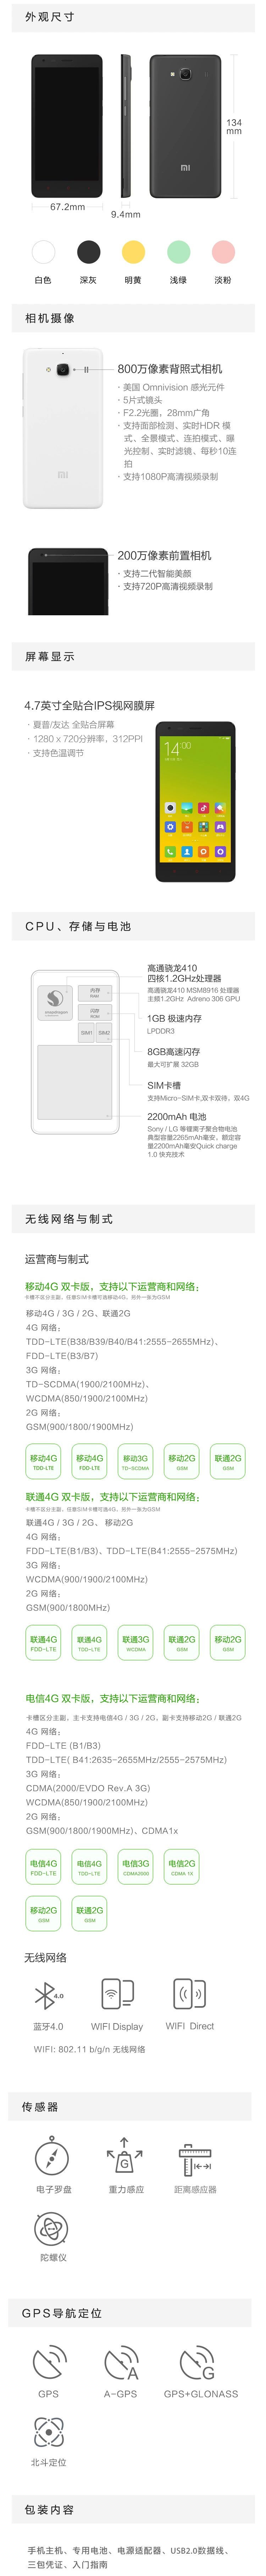 外观尺寸
134
mm
mi
67.2mm
9.4mm
白色 深灰 明黄 浅绿 淡粉
相机摄像
800万像素背照式相机
· 美国 Omnivision 感光元件
· 5片式镜头
· F2.2光圈，28mm广角
· 支持面部检测、实时HDR 模
式、全景模式、连拍模式、曝
光控制、实时滤镜、每秒10连
拍
· 支持1080P高清视频录制
mi
200万像素前置相机
· 支持二代智能美颜
· 支持720P高清视频录制
屏幕显示
4.7英寸全贴合IPS视网膜屏
· 夏普/友达 全贴合屏幕
· 1280 x 720分辨率，312PPI
· 支持色温调节
14:00
CPU、存储与电池
高通骁龙410
四核1.2GHz处理器
高通骁龙410 MSM8916 处理器
主频1.2GHz Adreno 306 GPU
内存
RAM
snapdragon
1GB 极速内存
LPDDR3
闪存
ROM
8GB高速闪存
最大可扩展 32GB
SIM1 SIM2
SIM卡槽
支持Micro-SIM卡,双卡双待，双4G
2200mAh 电池
Sony / LG 等锂离子聚合物电池
典型容量2265mAh毫安，额定容
量2200mAh毫安Quick charge
1.0 快充技术
无线网络与制式
运营商与制式
移动4G 双卡版，支持以下运营商和网络：
卡槽不区分主副，任意SIM卡槽可选移动4G，则外一张为GSM
移动4G / 3G / 2G、联通2G
4G 网络：
TDD-LTE(B38/B39/B40/B41:2555-2655MHz)、
FDD-LTE(B3/B7)
3G 网络：
TD-SCDMA(1900/2100MHz)、
WCDMA(850/1900/2100MHz)
2G 网络：
GSM(900/1800/1900MHz)
移动4G 移动4G 移动3G 移动2G 联通2G
TDD-LTE FDD-LTE TD-SCDMA GSM GSM
联通4G 双卡版，支持以下运营商和网络：
卡槽不区分主副，任意SIM卡槽可选4G，则外一张为GSM
联通4G / 3G / 2G、 移动2G
4G 网络：
FDD-LTE(B1/B3)、TDD-LTE(B41:2555-2575MHz)
3G 网络：
WCDMA(900/1900/2100MHz)
2G 网络：
GSM(900/1800MHz)
联通4G 联通4G 联通3G 联通2G 移动2G
FDD-LTE TDD-LTE WCDMA GSM GSM
电信4G 双卡版，支持以下运营商和网络：
卡槽区分主副，主卡支持电信4G / 3G / 2G，副卡支持移动2G / 联通2G
4G 网络：
FDD-LTE (B1/B3)
TDD-LTE( B41:2635-2655MHz/2555-2575MHz)
3G 网络：
CDMA(2000/EVDO Rev.A 3G)
WCDMA(850/1900/2100MHz)
2G 网络：
GSM(900/1800/1900MHz)、CDMA1x
电信4G 电信4G 电信3G 电信2G
FDD-LTE TDD-LTE CDMA2000 CDMA 1X
移动2G 联通2G
GSM GSM
无线网络
4.0
蓝牙4.0 WIFI Display WIFI Direct
WIFI: 802.11 b/g/n 无线网络
传感器
G
电子罗盘 重力感应 距离感应器
陀螺仪
GPS导航定位
A G
GPS A-GPS GPS+GLONASS
北斗定位
包装内容
手机主机、专用电池、电源适配器、USB2.0数据线、
三包凭证、入门指南